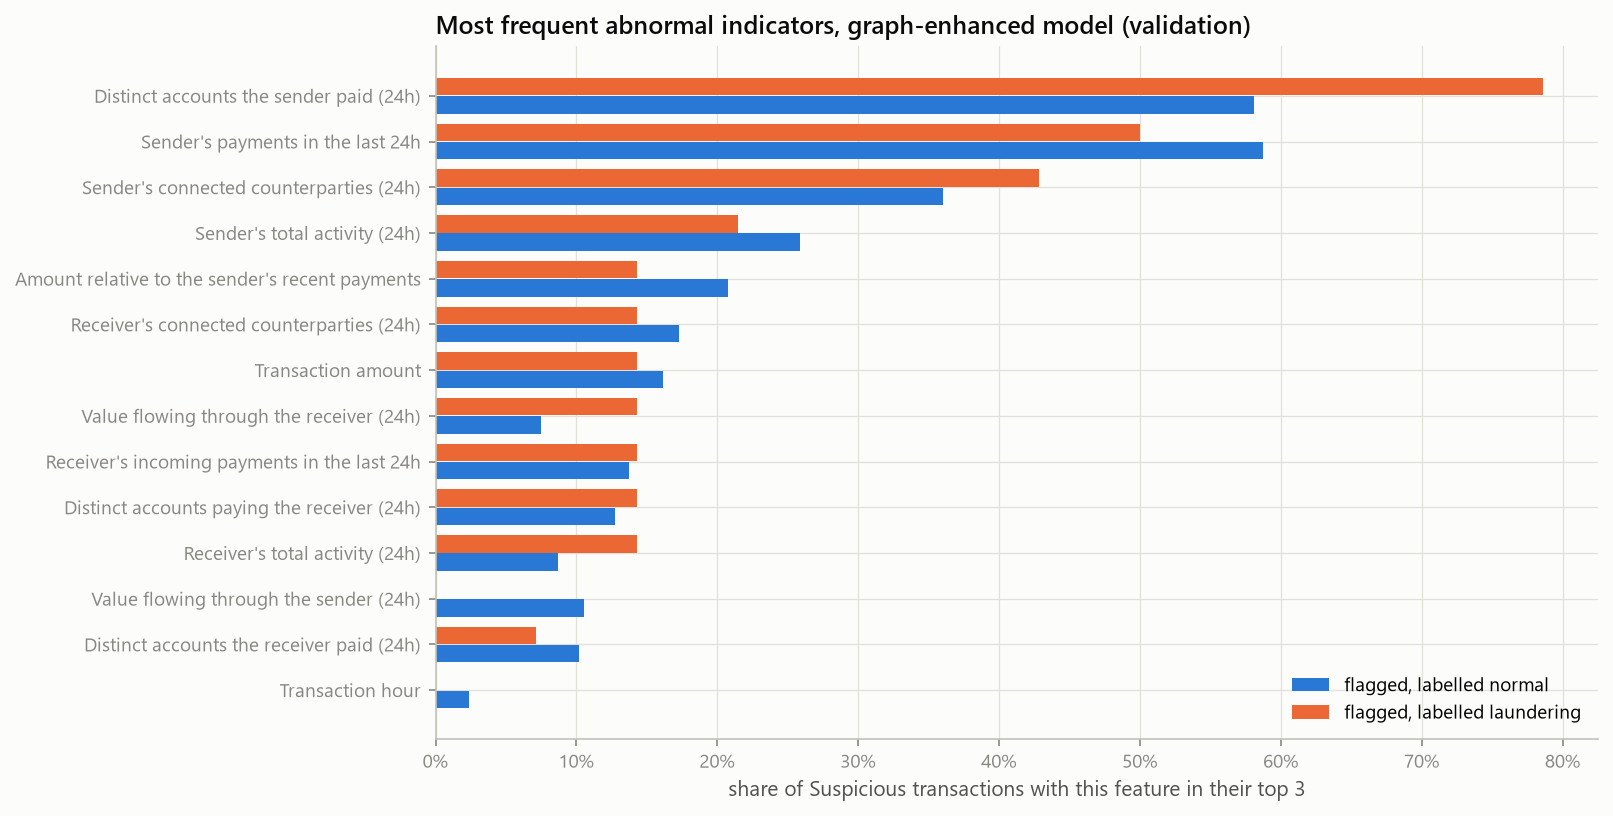 Most frequent abnormal indicators, graph-enhanced model (validation)
Distinct accounts the sender paid (24h)
Sender's payments in the last 24h
Sender's connected counterparties (24h)
Sender's total activity (24h)
Amount relative to the sender's recent payments
Receiver's connected counterparties (24h)
Transaction amount
Value flowing through the receiver (24h)
Receiver's incoming payments in the last 24h
Distinct accounts paying the receiver (24h)
Receiver's total activity (24h)
Value flowing through the sender (24h)
Distinct accounts the receiver paid (24h)
Transaction hour
flagged, labelled normal
flagged, labelled laundering
0% 10% 20% 30% 40% 50% 60% 70% 80%
share of Suspicious transactions with this feature in their top 3